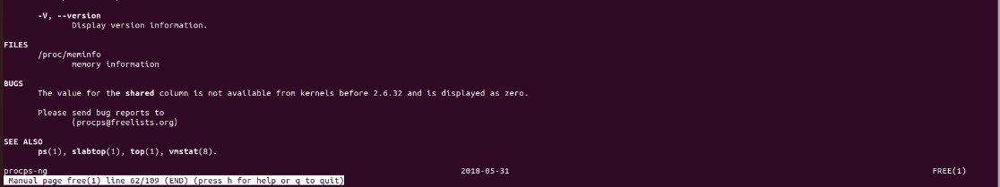 -V, --version
Display version information.
FILES
/proc/meminfo
memory information
BUGS
The value for the shared column is not available from kernels before 2.6.32 and is displayed as zero.
Please send bug reports to
⟨procps@freelists.org⟩
SEE ALSO
ps(1), slabtop(1), top(1), vmstat(8).
procps-ng 2018-05-31 FREE(1)
Manual page free(1) line 62/109 (END) (press h for help or q to quit)